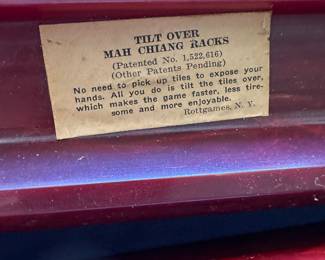 TILT OVER
MAH CHIANG RACKS
(Patented No. 1,522,616)
(Other Patents Pending)
No need to pick up tiles to expose your
hands. All you do is tilt the tiles over,
which makes the game faster, less tire-
some and more enjoyable.
Rottgames, N. Y.